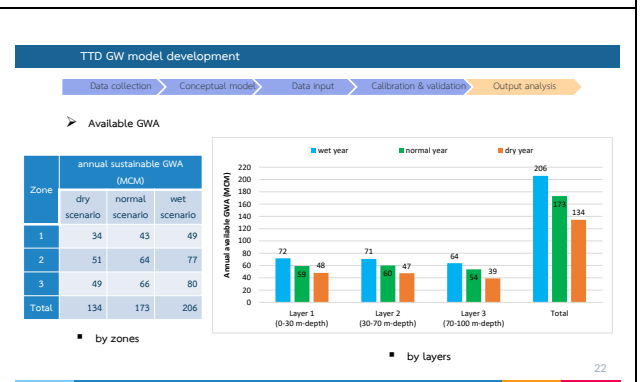 TTD GW model development
Data collection Conceptual model Data input Calibration & validation Output analysis
➢ Available GWA
Zone annual sustainable GWA
(MCM)
dry scenario normal scenario wet scenario
1 34 43 49
2 51 64 77
3 49 66 80
Total 134 173 206
▪ by zones
wet year normal year dry year
Annual available GWA (MCM)
220
200
180
160
140
120
100
80
60
40
20
0
72 59 48
71 60 47
64 54 39
206 173 134
Layer 1
(0-30 m-depth)
Layer 2
(30-70 m-depth)
Layer 3
(70-100 m-depth)
Total
▪ by layers
22